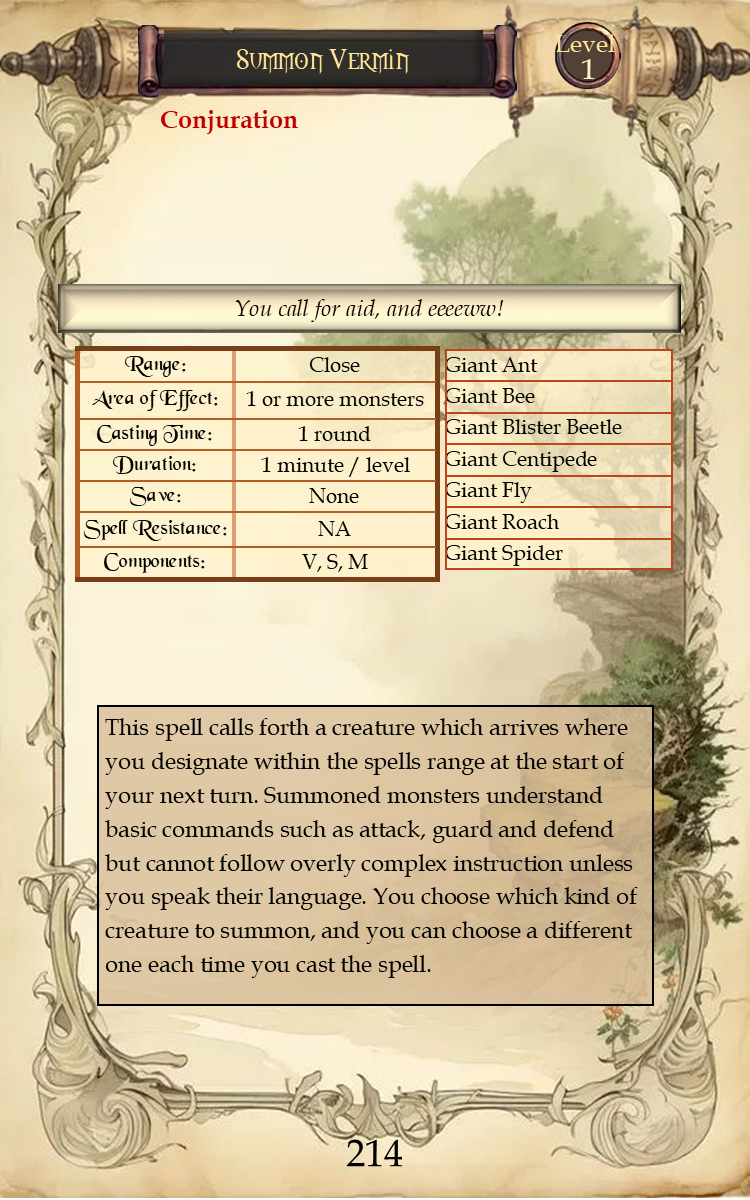 Summon Vermin
Level
1
Conjuration
You call for aid, and eeeeww!
Range: Close
Area of Effect: 1 or more monsters
Casting Time: 1 round
Duration: 1 minute / level
Save: None
Spell Resistance: NA
Components: V, S, M
Giant Ant
Giant Bee
Giant Blister Beetle
Giant Centipede
Giant Fly
Giant Roach
Giant Spider
This spell calls forth a creature which arrives where
you designate within the spells range at the start of
your next turn. Summoned monsters understand
basic commands such as attack, guard and defend
but cannot follow overly complex instruction unless
you speak their language. You choose which kind of
creature to summon, and you can choose a different
one each time you cast the spell.
214